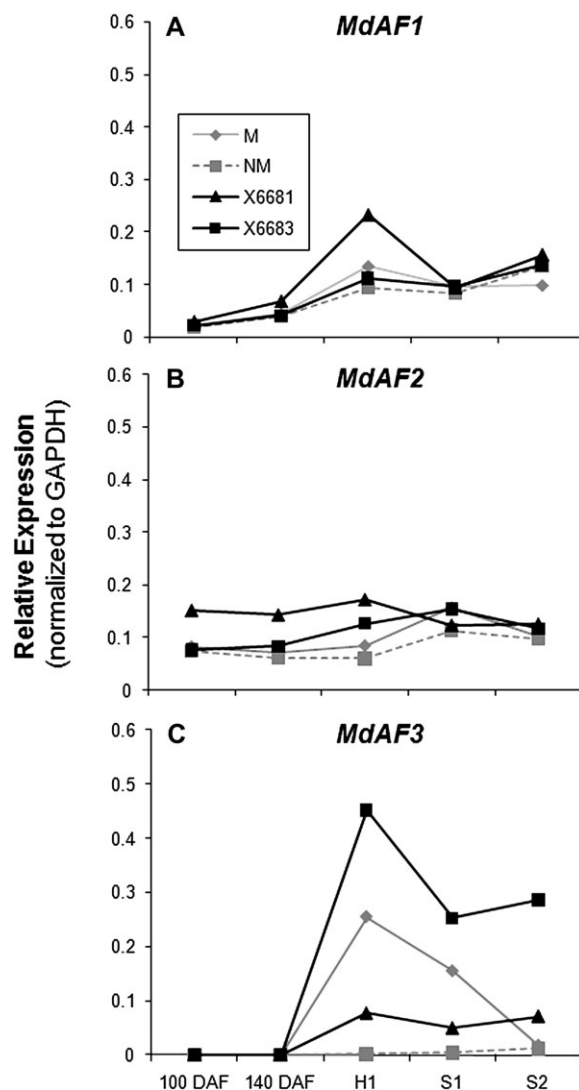 A MdAF1
0.6
0.5
0.4
0.3
0.2
0.1
0
M
NM
X6681
X6683
B MdAF2
0.6
0.5
0.4
0.3
0.2
0.1
0
Relative Expression
(normalized to GAPDH)
C MdAF3
0.6
0.5
0.4
0.3
0.2
0.1
0
100 DAF 140 DAF H1 S1 S2